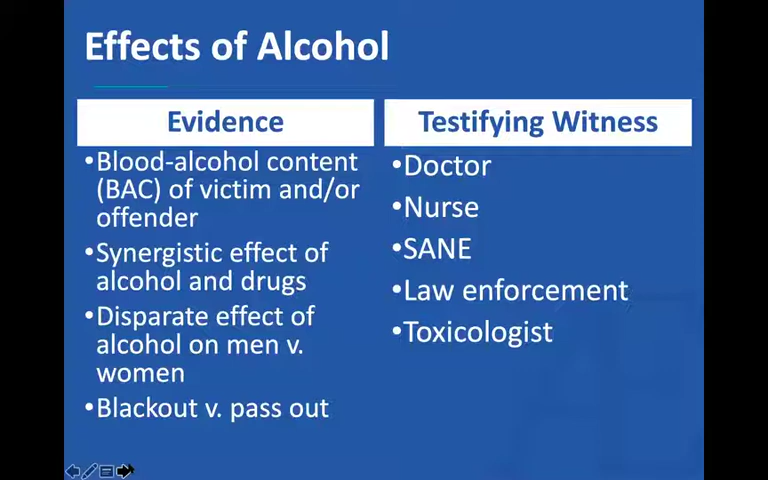 Effects of Alcohol
Evidence
•Blood-alcohol content
(BAC) of victim and/or
offender
•Synergistic effect of
alcohol and drugs
•Disparate effect of
alcohol on men v.
women
•Blackout v. pass out
Testifying Witness
•Doctor
•Nurse
•SANE
•Law enforcement
•Toxicologist